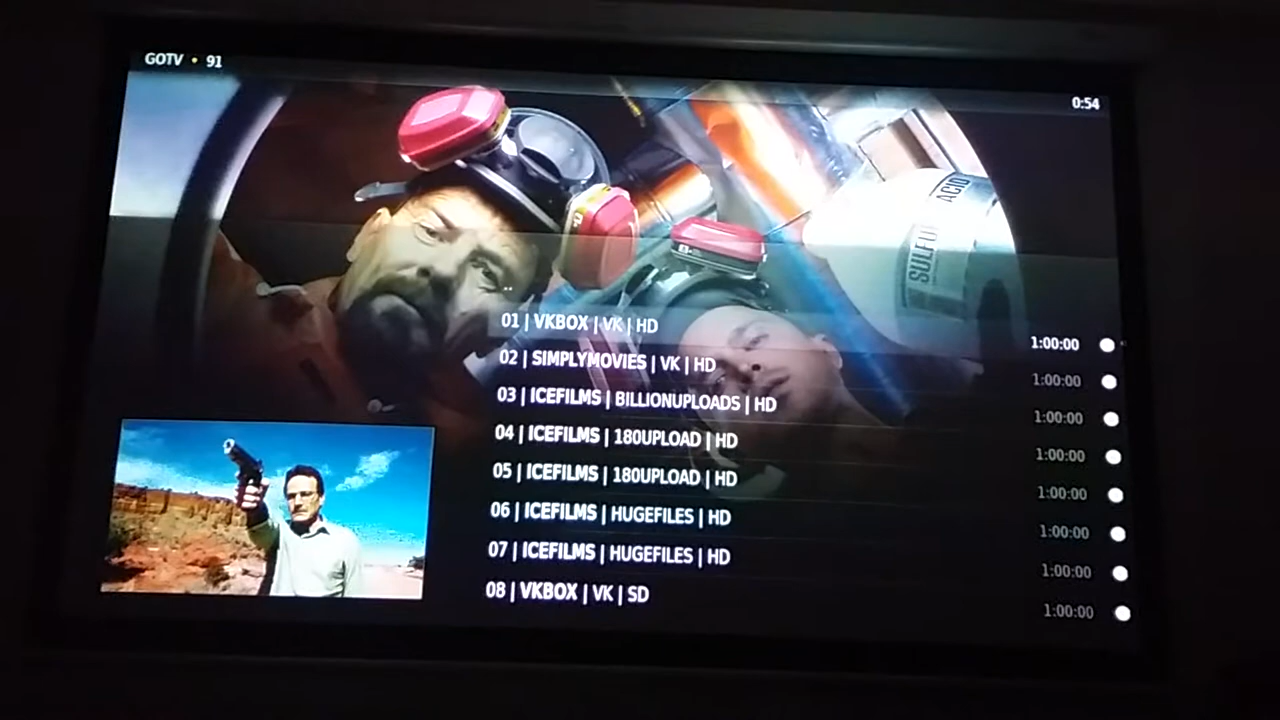 GOTV • 91
0:54
SULFU
ACID
01 | VKBOX | VK | HD 1:00:00
02 | SIMPLYMOVIES | VK | HD 1:00:00
03 | ICEFILMS | BILLIONUPLOADS | HD 1:00:00
04 | ICEFILMS | 180UPLOAD | HD 1:00:00
05 | ICEFILMS | 180UPLOAD | HD 1:00:00
06 | ICEFILMS | HUGEFILES | HD 1:00:00
07 | ICEFILMS | HUGEFILES | HD 1:00:00
08 | VKBOX | VK | SD 1:00:00